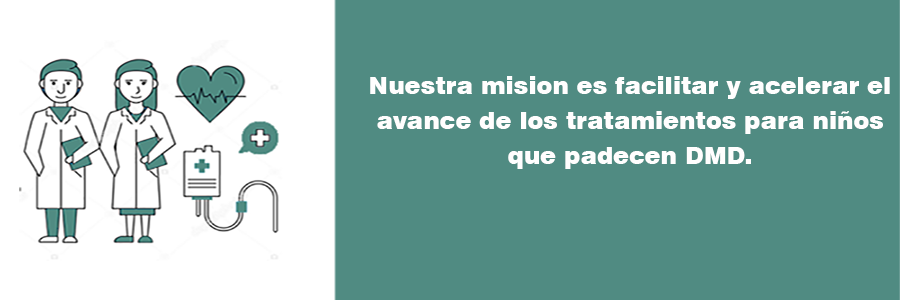 Nuestra mision es facilitar y acelerar el
avance de los tratamientos para niños
que padecen DMD.